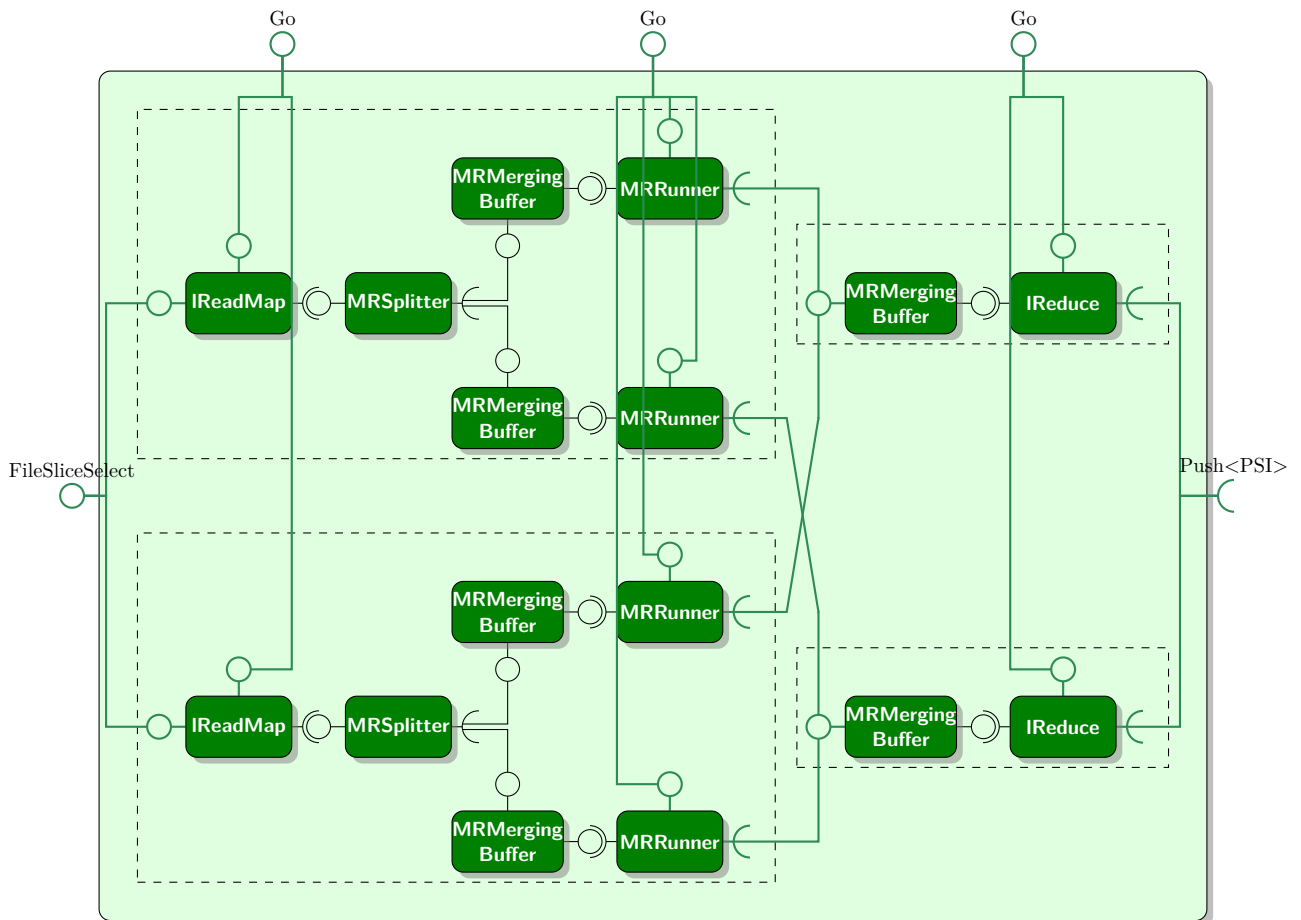 Go
Go
Go
MRMerging
Buffer
MRRunner
IReadMap
MRSplitter
MRMerging
Buffer
IReduce
MRMerging
Buffer
MRRunner
FileSliceSelect
Push<PSI>
MRMerging
Buffer
MRRunner
IReadMap
MRSplitter
MRMerging
Buffer
IReduce
MRMerging
Buffer
MRRunner